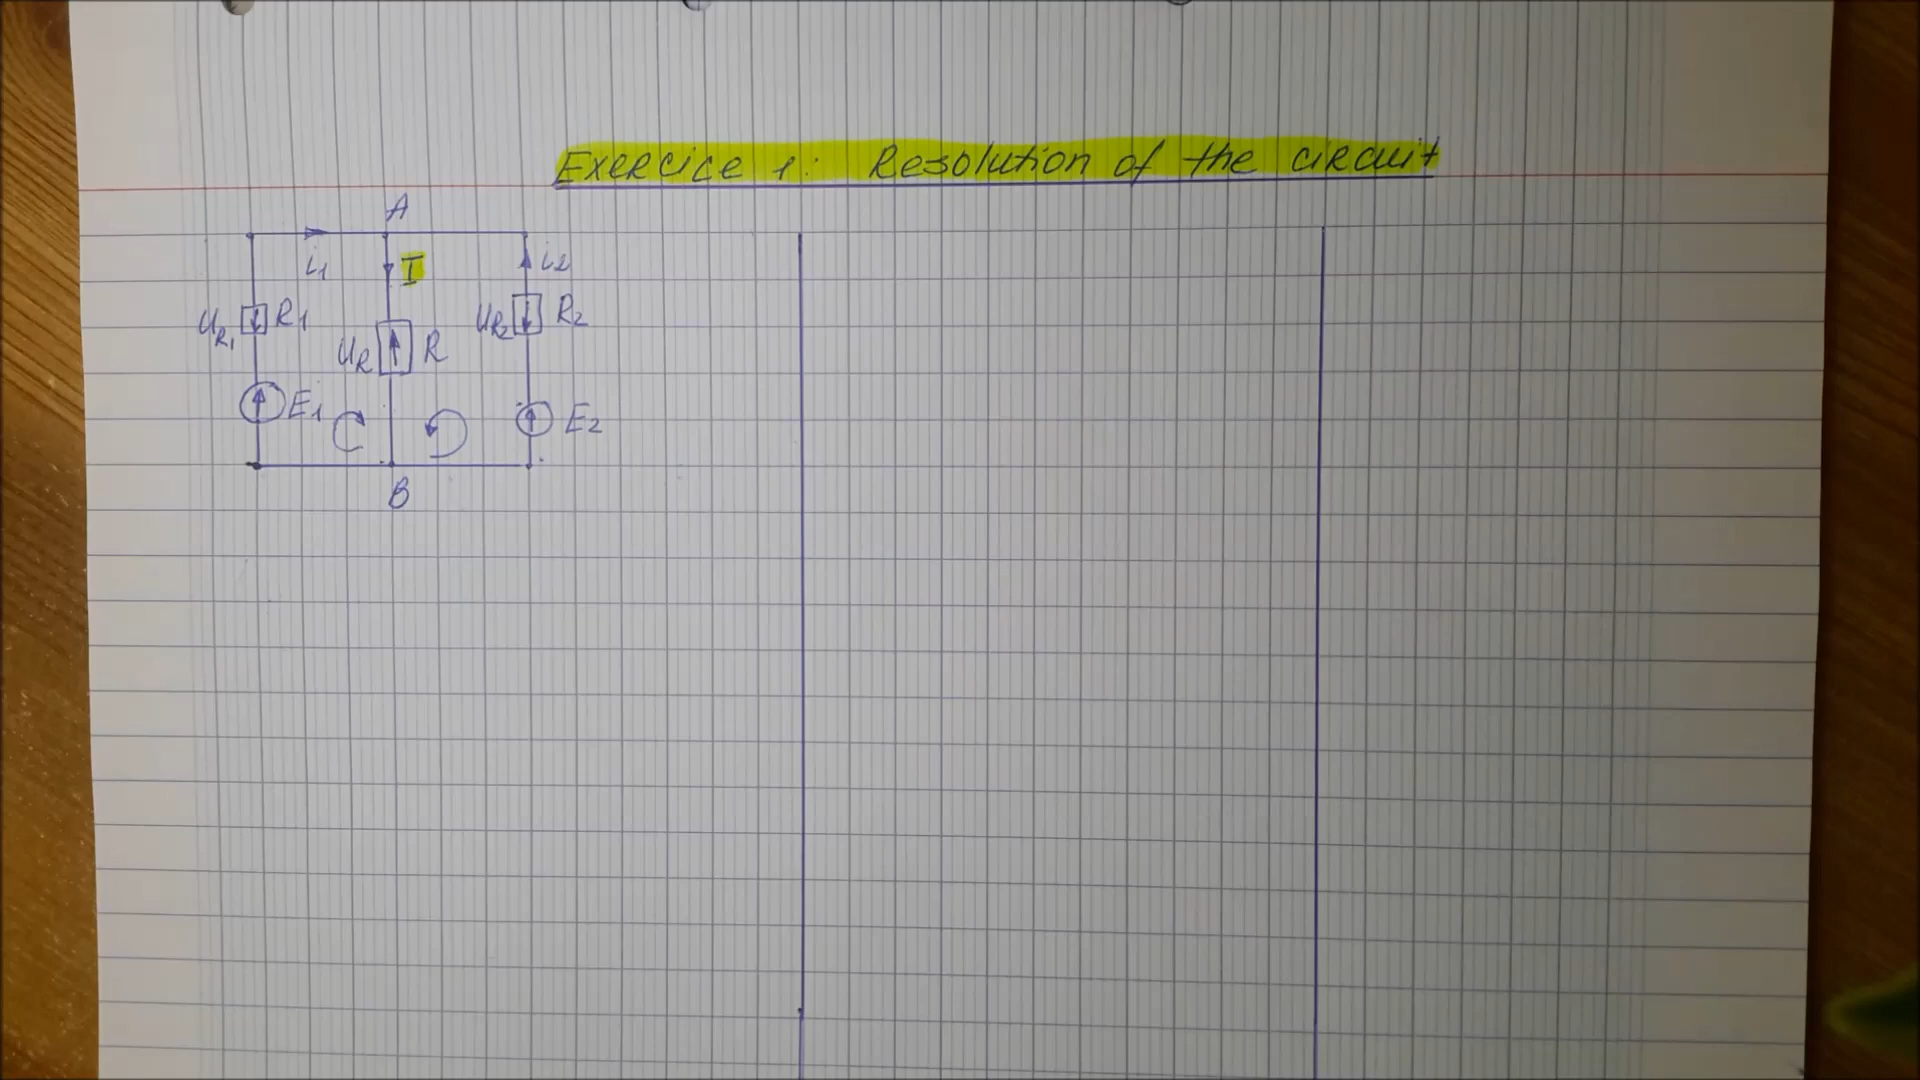 Exercice 1: Resolution of the circuit
A
i1
I
i2
UR1
R1
UR2
R2
UR
R
E1
E2
B